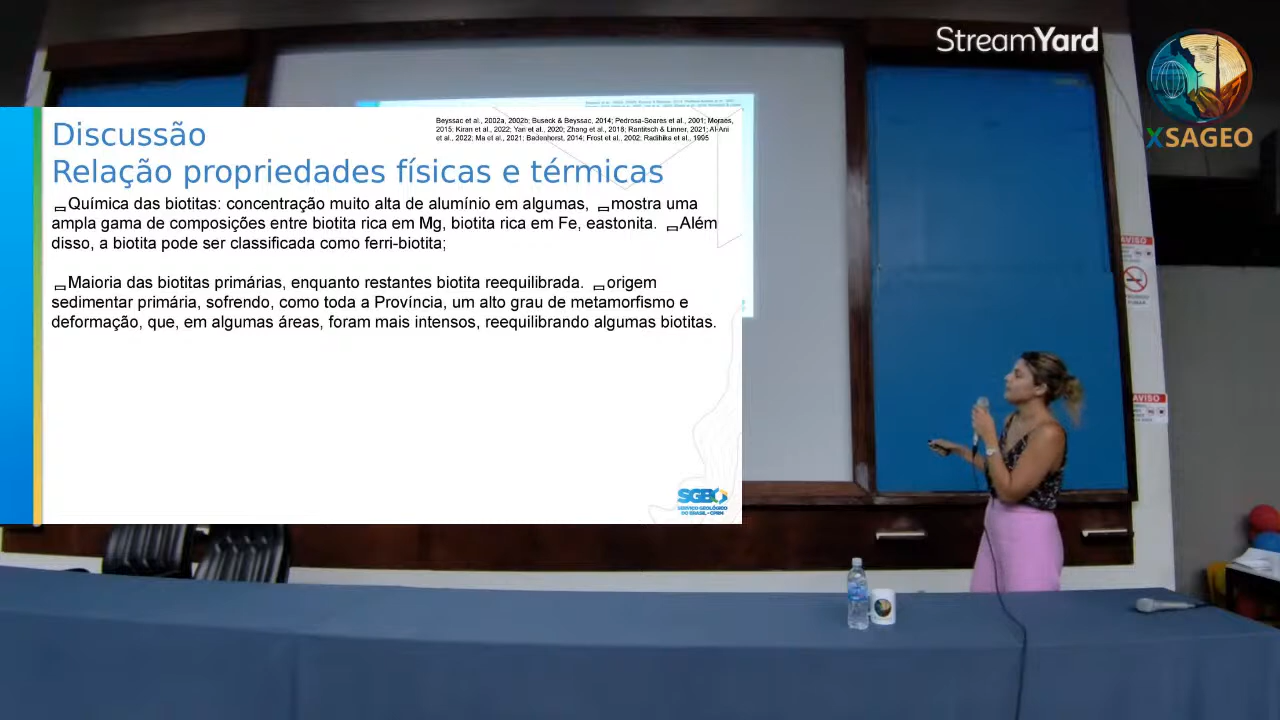 StreamYard
XSAGEO
Beyssac et al., 2002a, 2002b; Buseck & Beyssac, 2014; Pedrosa-Soares et al., 2001; Moraes,
2015; Kiran et al., 2022; Yan et al., 2020; Zhang et al., 2018; Rantitsch & Linner, 2021; Al-Ani
et al., 2022; Ma et al., 2021; Badenhorst, 2014; Frost et al., 2002; Radihika et al., 1995
Discussão
Relação propriedades físicas e térmicas
Química das biotitas: concentração muito alta de alumínio em algumas, mostra uma
ampla gama de composições entre biotita rica em Mg, biotita rica em Fe, eastonita. Além
disso, a biotita pode ser classificada como ferri-biotita;
Maioria das biotitas primárias, enquanto restantes biotita reequilibrada. origem
sedimentar primária, sofrendo, como toda a Província, um alto grau de metamorfismo e
deformação, que, em algumas áreas, foram mais intensos, reequilibrando algumas biotitas.
SGB
SERVIÇO GEOLÓGICO
DO BRASIL - CPRM
AVISO
AVISO